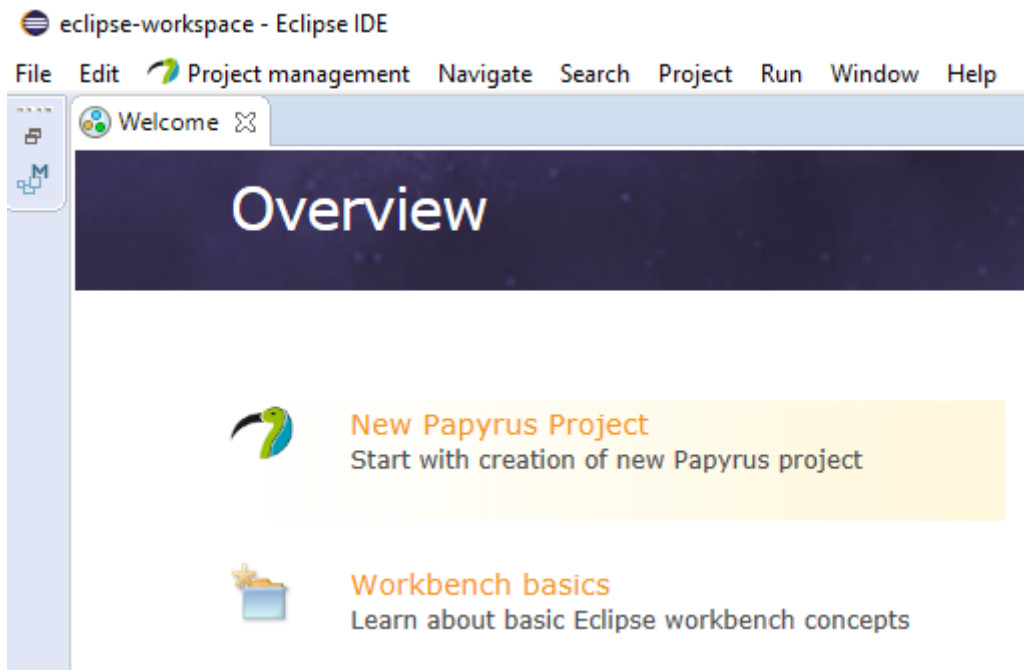 eclipse-workspace - Eclipse IDE
File Edit Project management Navigate Search Project Run Window Help
Welcome
M
Overview
New Papyrus Project
Start with creation of new Papyrus project
Workbench basics
Learn about basic Eclipse workbench concepts